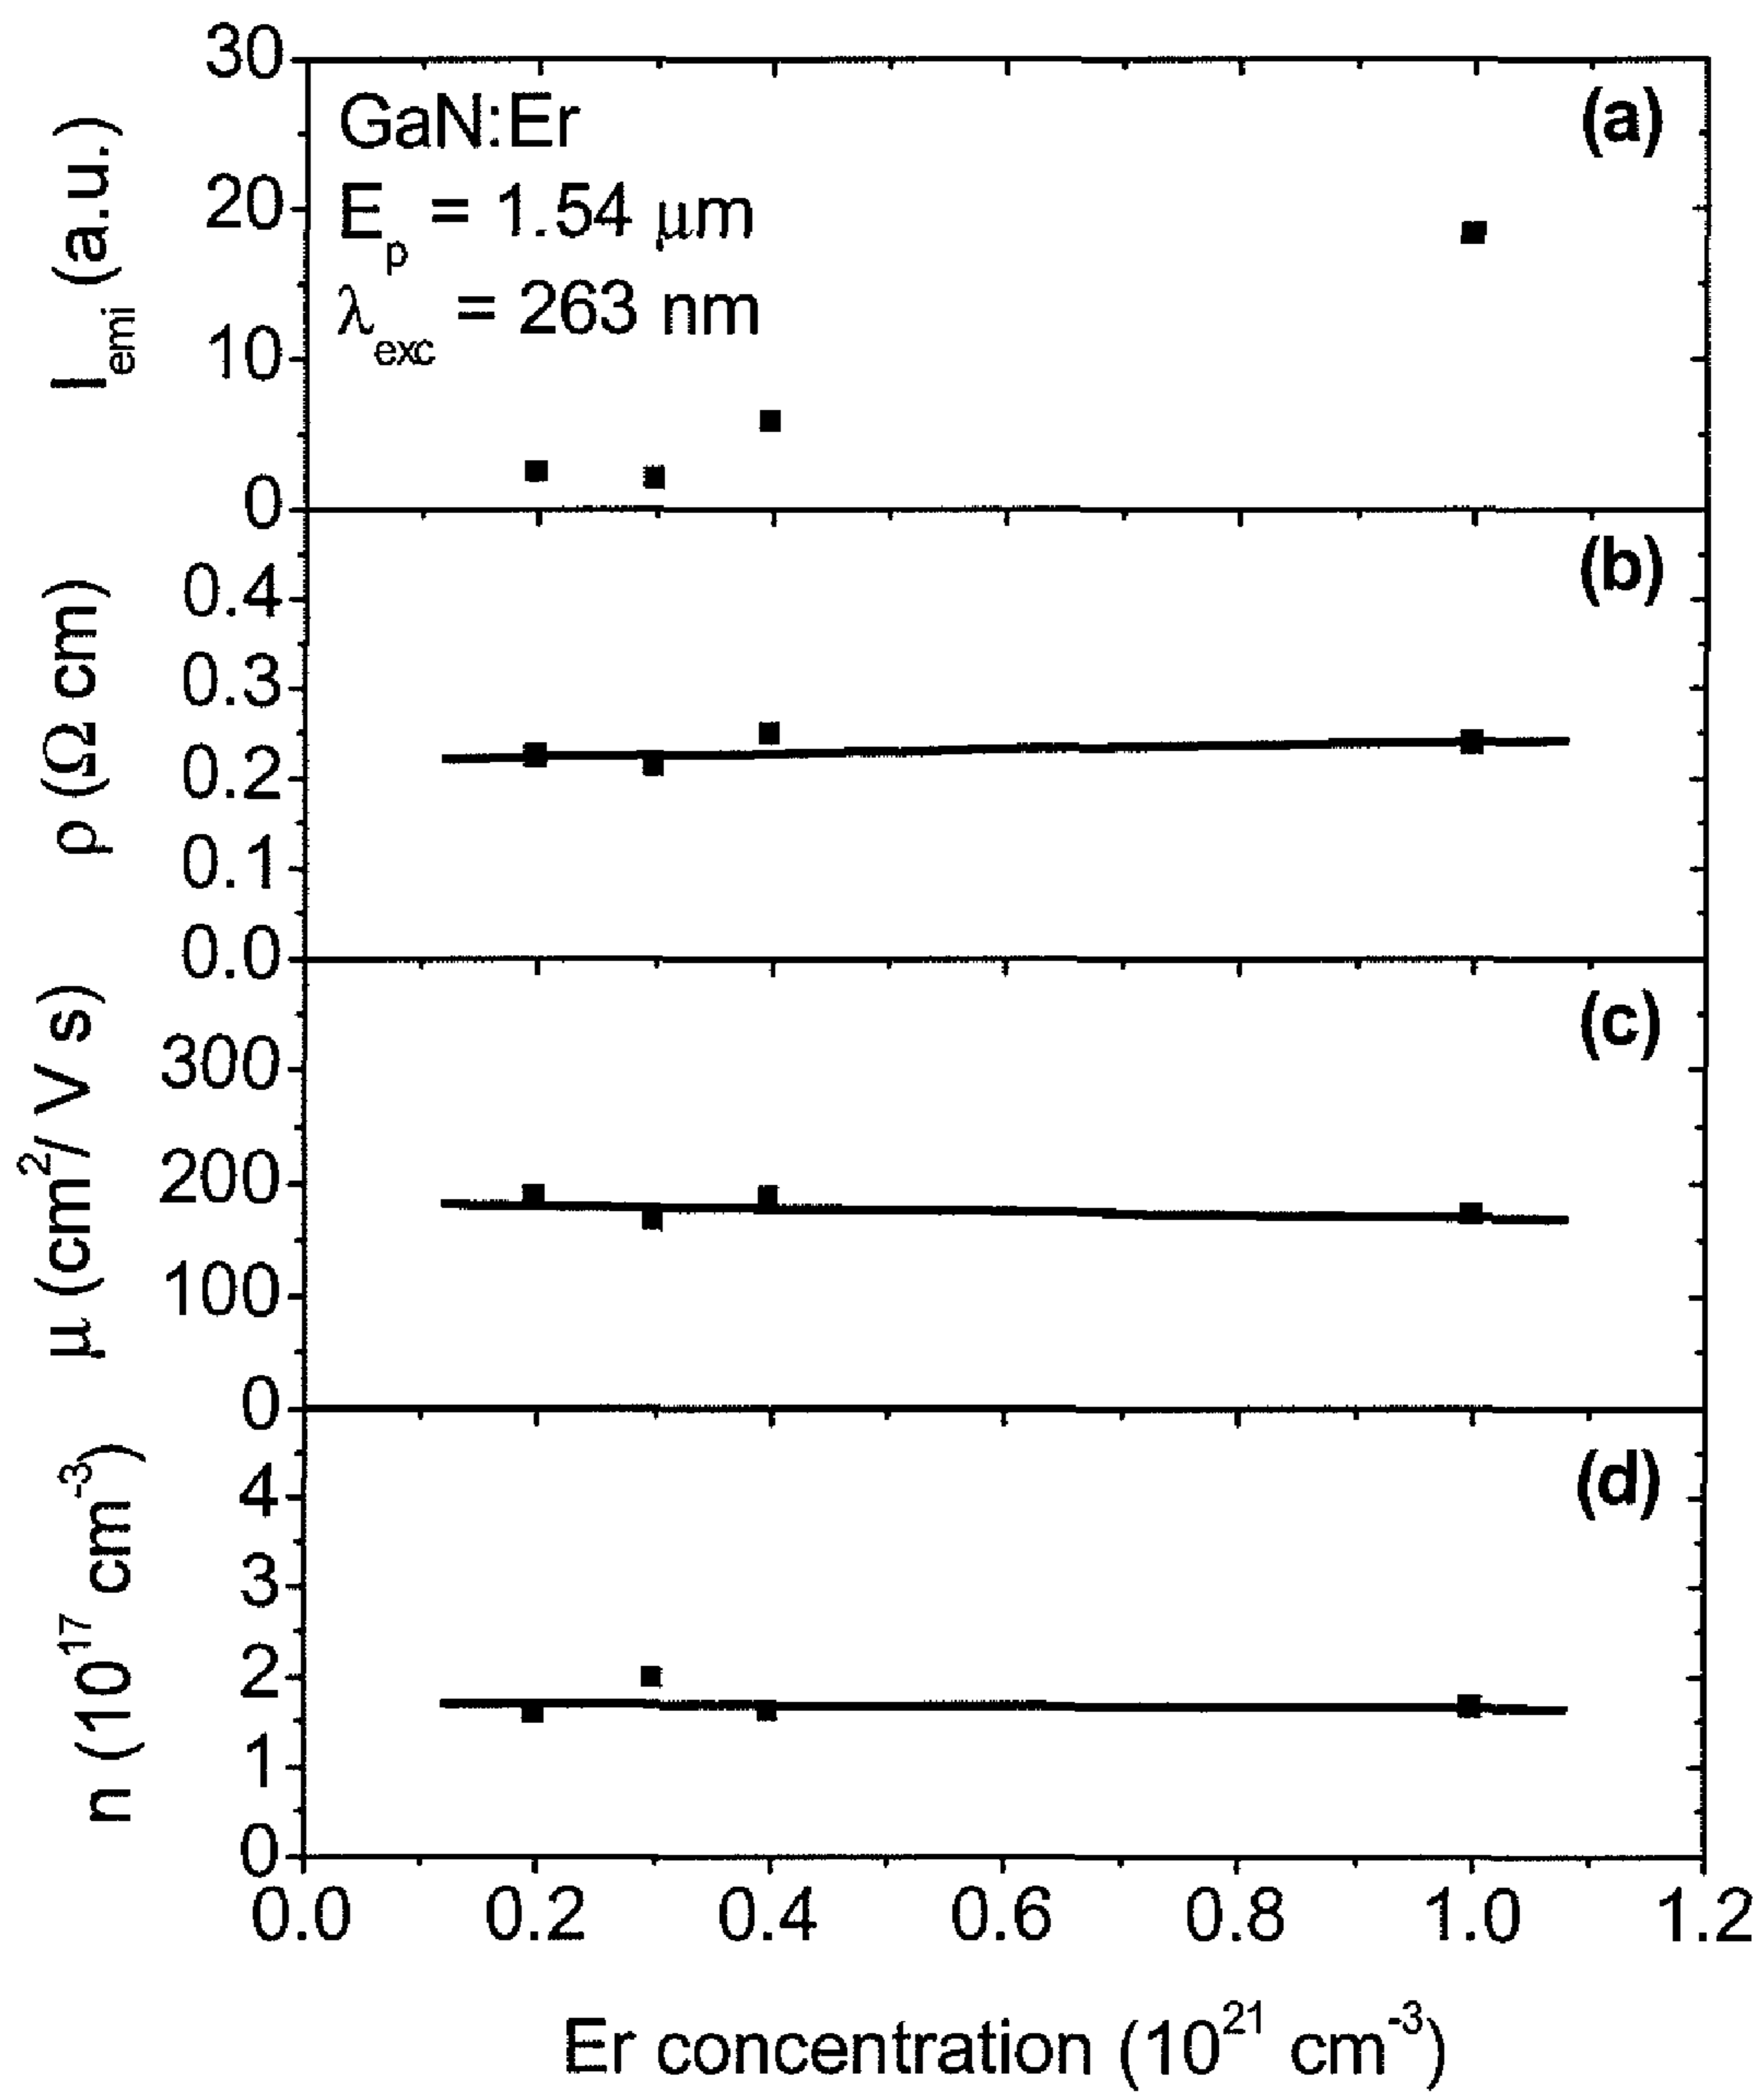 30
20
10
0
I_emi (a.u.)
GaN:Er
E_p = 1.54 μm
λ_exc = 263 nm
(a)
0.4
0.3
0.2
0.1
0.0
ρ (Ω cm)
(b)
300
200
100
0
μ (cm²/ V s)
(c)
4
3
2
1
0
n (10¹⁷ cm⁻³)
(d)
0.0 0.2 0.4 0.6 0.8 1.0 1.2
Er concentration (10²¹ cm⁻³)